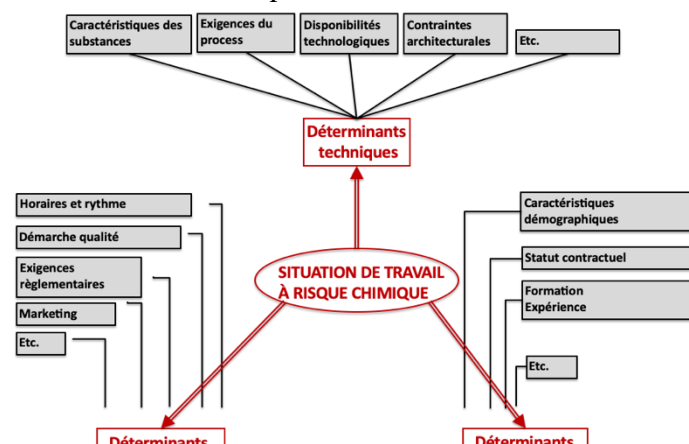 Caractéristiques des
substances
Exigences du
process
Disponibilités
technologiques
Contraintes
architecturales
Etc.
Déterminants
techniques
Horaires et rythme
Démarche qualité
Exigences
règlementaires
Marketing
Etc.
SITUATION DE TRAVAIL
À RISQUE CHIMIQUE
Caractéristiques
démographiques
Statut contractuel
Formation
Expérience
Etc.
Déterminants
Déterminants